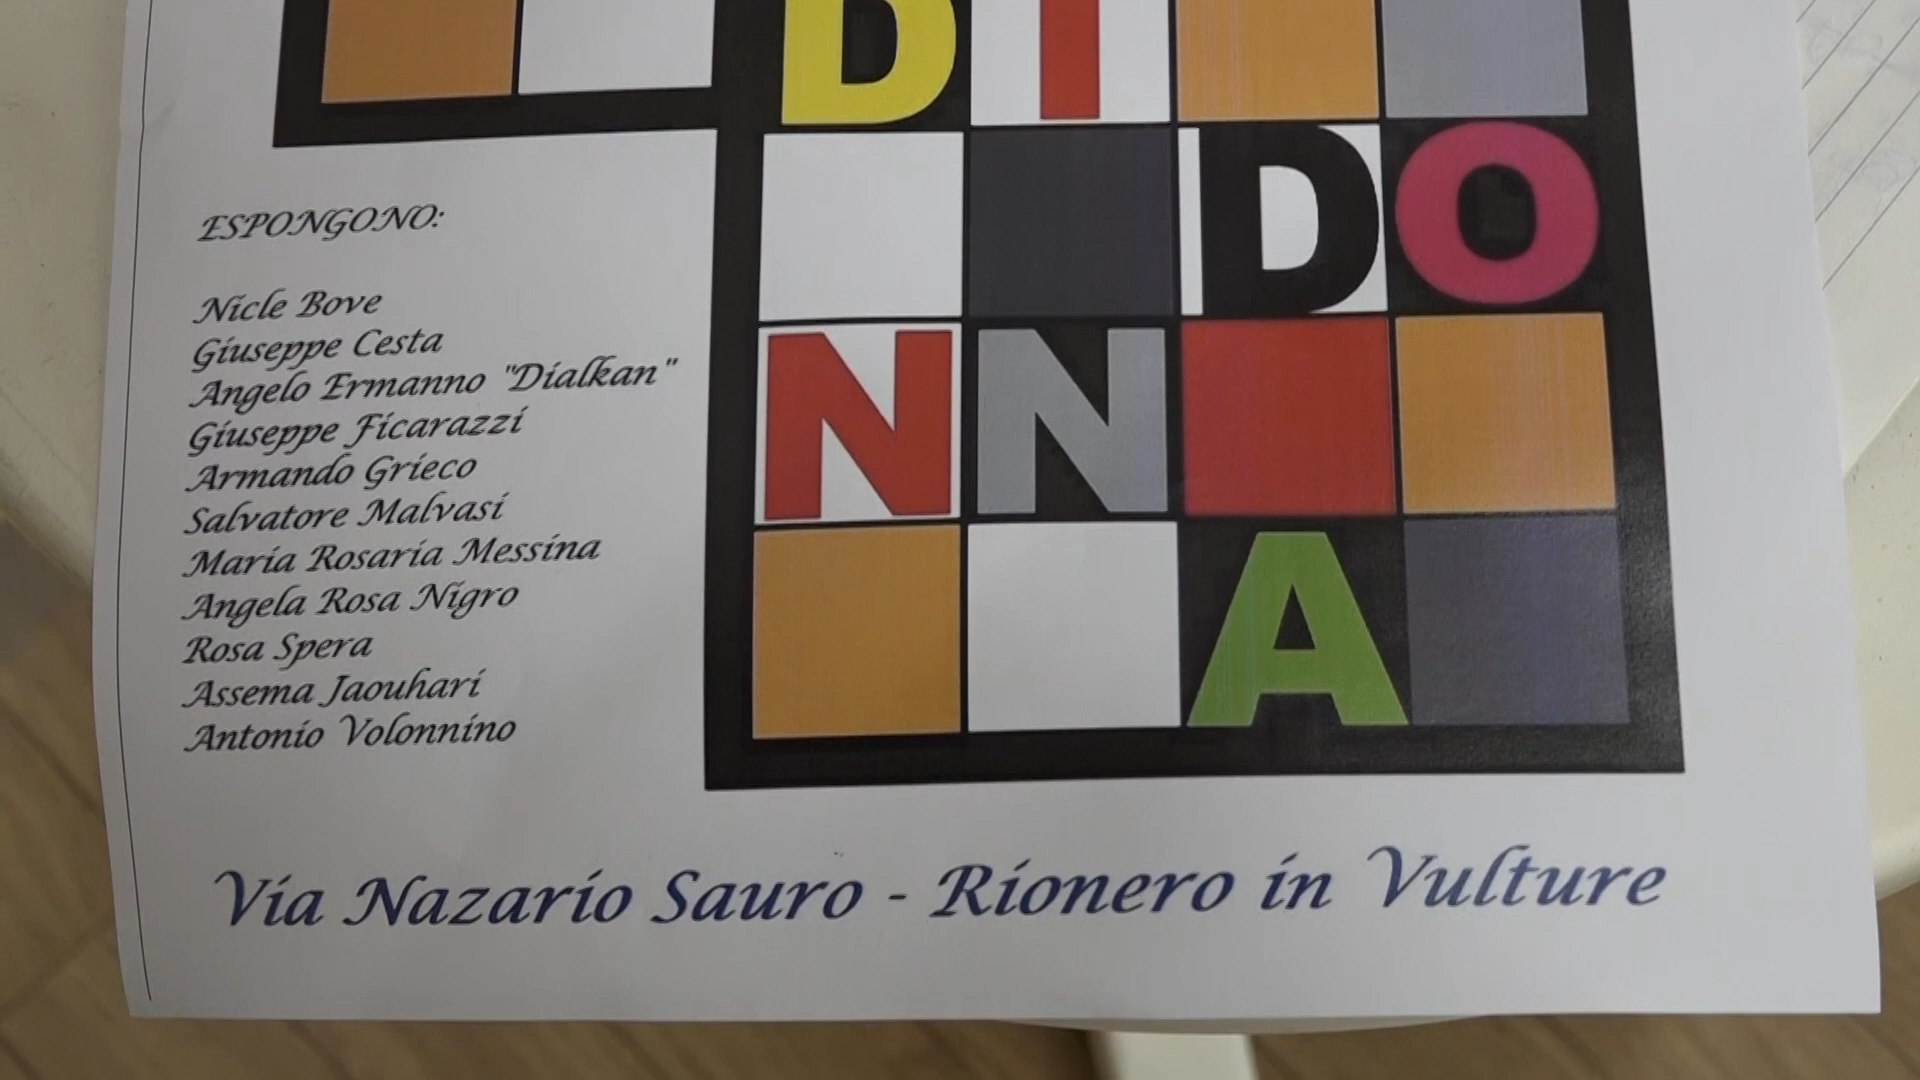 DI
DO
NN
A
ESPONGONO:
Nicle Bove
Giuseppe Cesta
Angelo Ermanno "Dialkan"
Giuseppe Ficarazzi
Armando Grieco
Salvatore Malvasi
Maria Rosaria Messina
Angela Rosa Nigro
Rosa Spera
Assema Jaouhari
Antonio Volonnino
Via Nazario Sauro - Rionero in Vulture